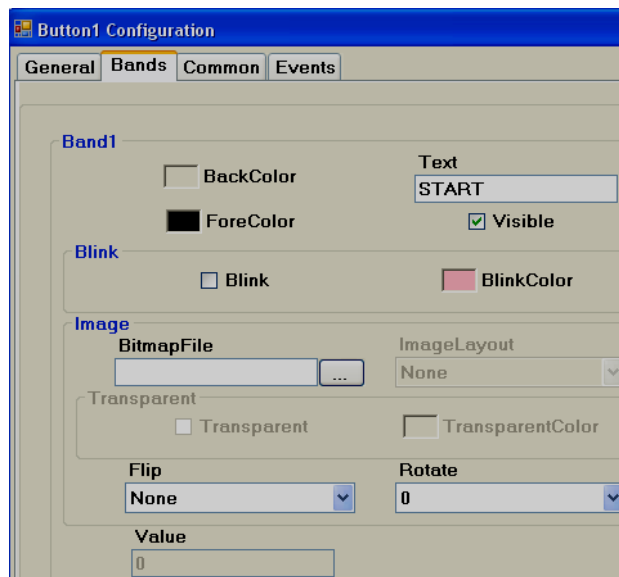 Button1 Configuration
General Bands Common Events
Band1
BackColor
Text
START
ForeColor
Visible
Blink
Blink
BlinkColor
Image
BitmapFile
ImageLayout
...
None
Transparent
Transparent
TransparentColor
Flip
Rotate
None
0
Value
0